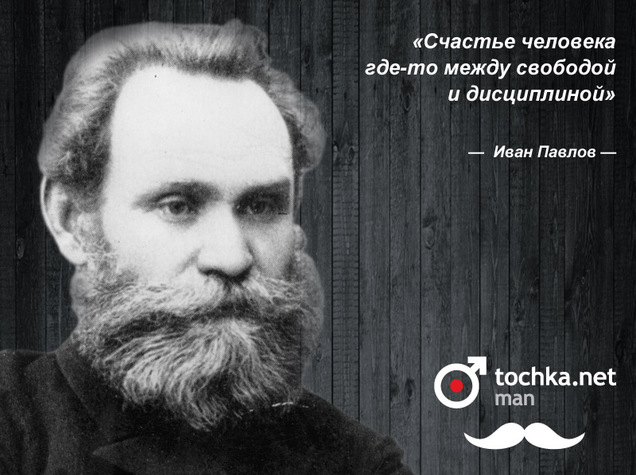 «Счастье человека
где-то между свободой
и дисциплиной»
— Иван Павлов —
tochka.net
man